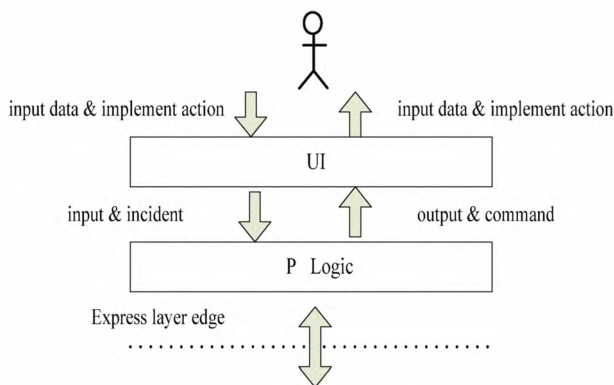 input data & implement action
input data & implement action
UI
input & incident
output & command
P Logic
Express layer edge